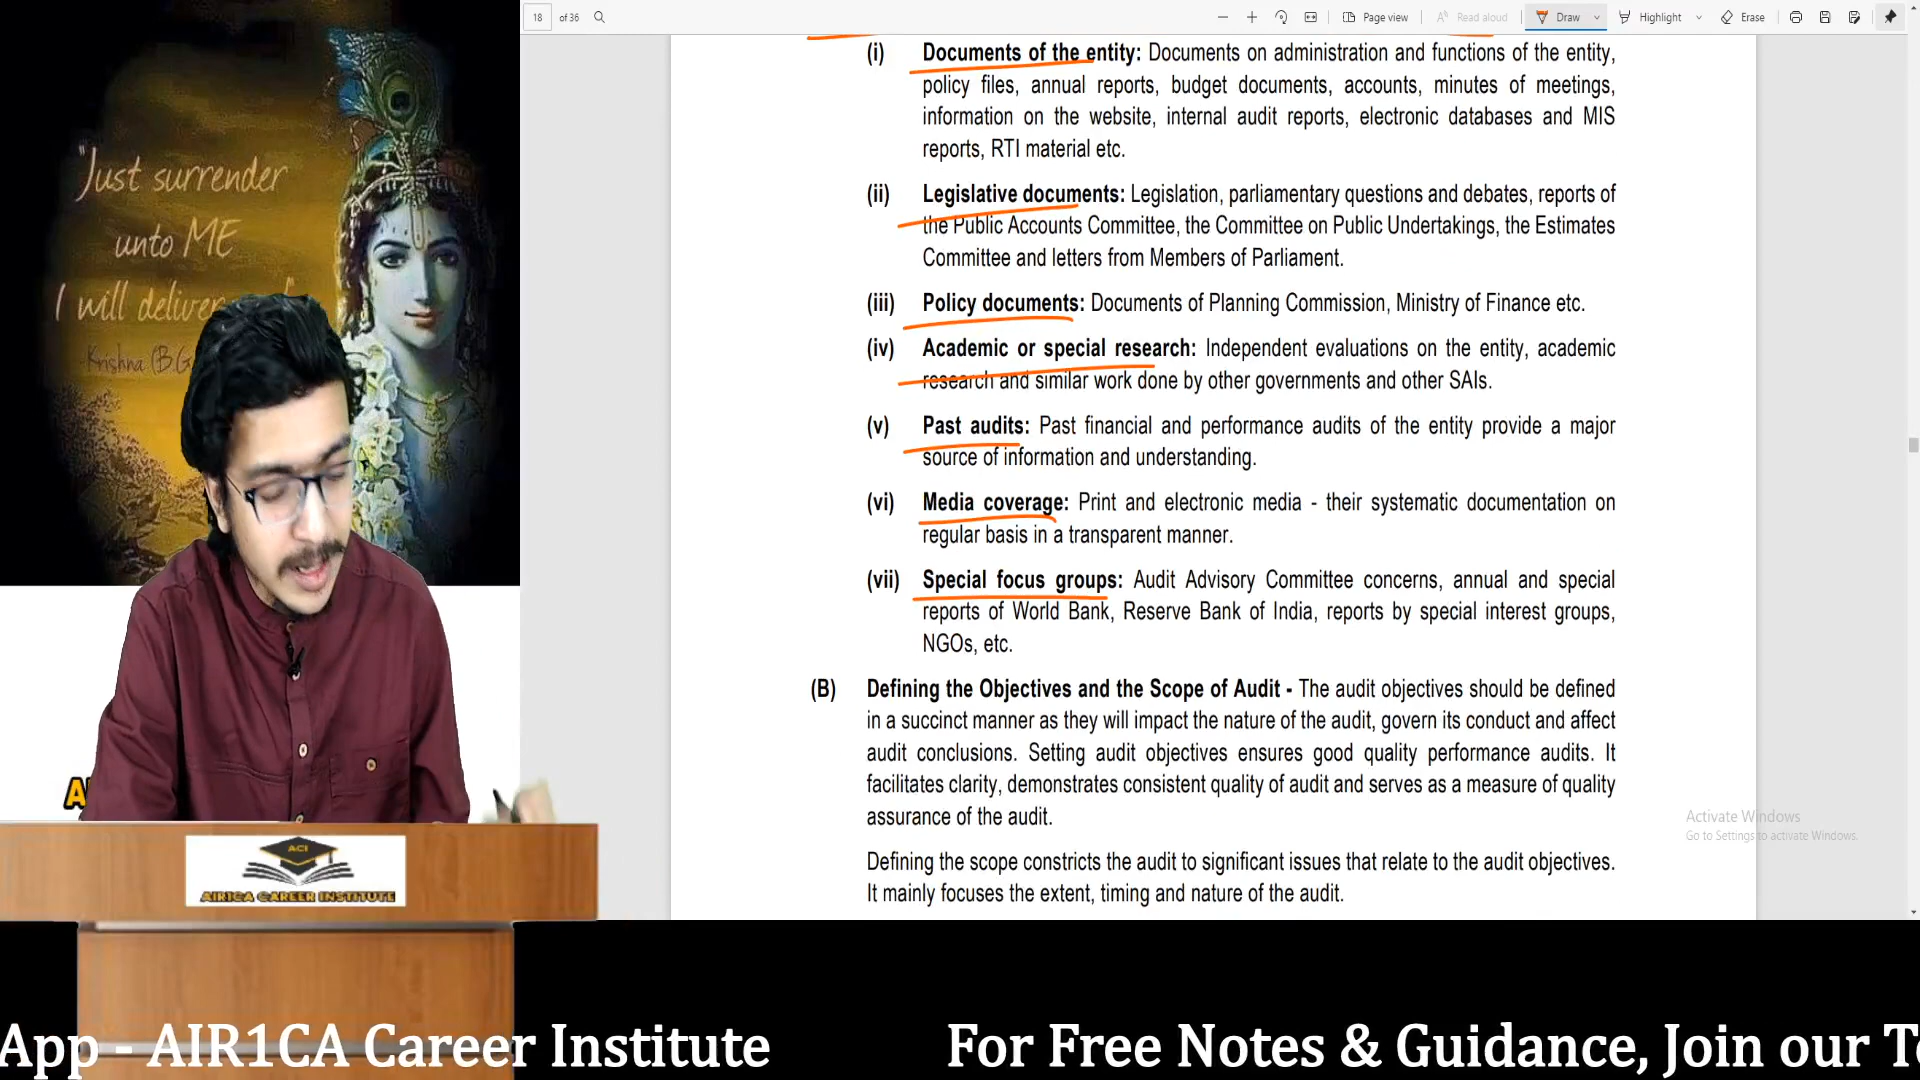 18 of 36
Page view
Read aloud
Draw
Highlight
Erase
"Just surrender
unto ME
I will deliver
- Krishna (B.G
(i) Documents of the entity: Documents on administration and functions of the entity,
policy files, annual reports, budget documents, accounts, minutes of meetings,
information on the website, internal audit reports, electronic databases and MIS
reports, RTI material etc.
(ii) Legislative documents: Legislation, parliamentary questions and debates, reports of
the Public Accounts Committee, the Committee on Public Undertakings, the Estimates
Committee and letters from Members of Parliament.
(iii) Policy documents: Documents of Planning Commission, Ministry of Finance etc.
(iv) Academic or special research: Independent evaluations on the entity, academic
research and similar work done by other governments and other SAIs.
(v) Past audits: Past financial and performance audits of the entity provide a major
source of information and understanding.
(vi) Media coverage: Print and electronic media - their systematic documentation on
regular basis in a transparent manner.
(vii) Special focus groups: Audit Advisory Committee concerns, annual and special
reports of World Bank, Reserve Bank of India, reports by special interest groups,
NGOs, etc.
(B) Defining the Objectives and the Scope of Audit - The audit objectives should be defined
in a succinct manner as they will impact the nature of the audit, govern its conduct and affect
audit conclusions. Setting audit objectives ensures good quality performance audits. It
facilitates clarity, demonstrates consistent quality of audit and serves as a measure of quality
assurance of the audit.
Defining the scope constricts the audit to significant issues that relate to the audit objectives.
It mainly focuses the extent, timing and nature of the audit.
Activate Windows
Go to Settings to activate Windows.
ACI
AIR1CA CAREER INSTITUTE
App - AIR1CA Career Institute
For Free Notes & Guidance, Join our T